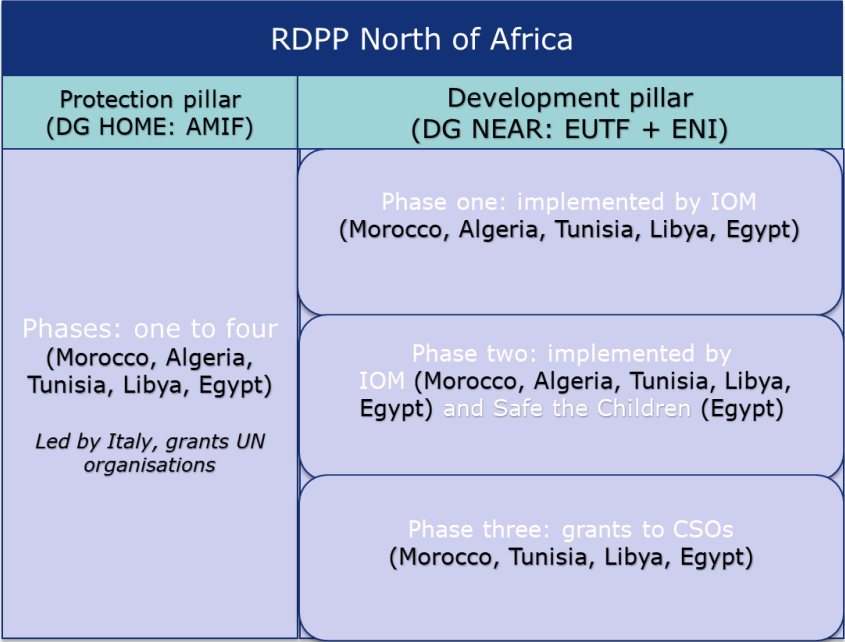 RDPP North of Africa
Protection pillar
(DG HOME: AMIF)
Development pillar
(DG NEAR: EUTF + ENI)
Phases: one to four
(Morocco, Algeria,
Tunisia, Libya, Egypt)
Led by Italy, grants UN
organisations
Phase one: implemented by IOM
(Morocco, Algeria, Tunisia, Libya, Egypt)
Phase two: implemented by
IOM (Morocco, Algeria, Tunisia, Libya,
Egypt) and Safe the Children (Egypt)
Phase three: grants to CSOs
(Morocco, Tunisia, Libya, Egypt)